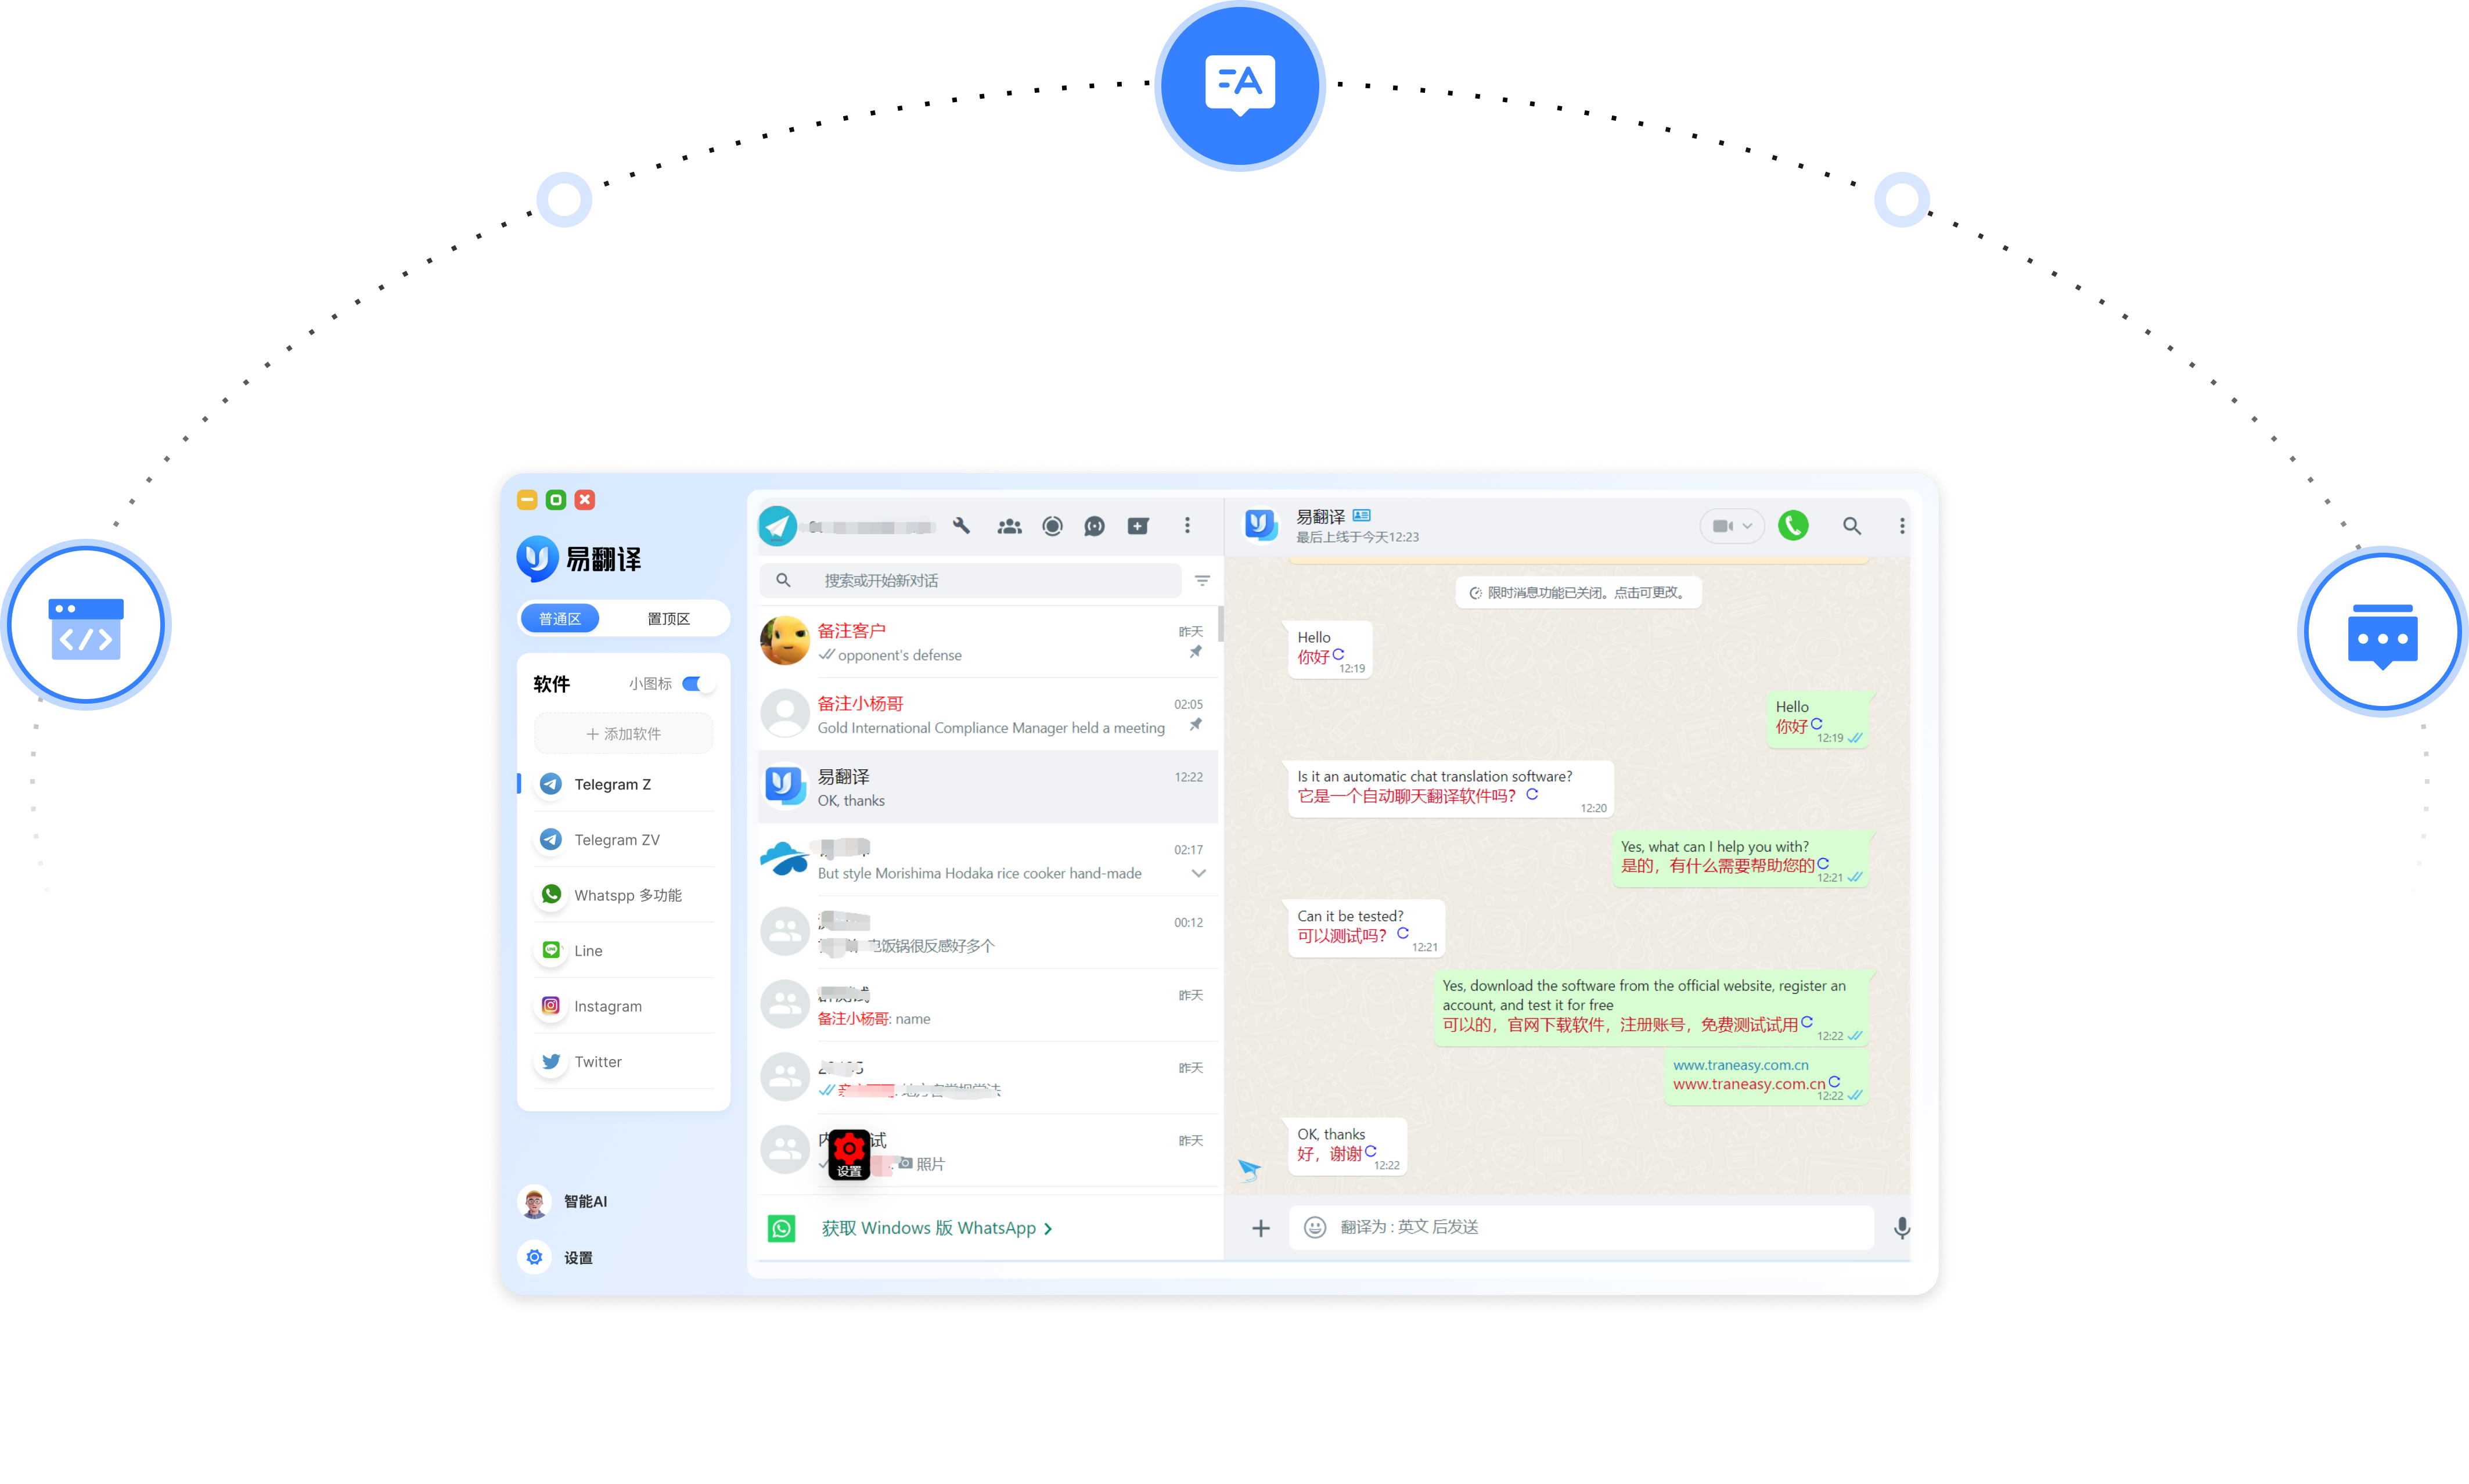 易翻译
普通区
置顶区
软件
小图标
+ 添加软件
Telegram Z
Telegram ZV
Whatspp 多功能
Line
Instagram
Twitter
智能AI
设置
搜索或开始新对话
备注客户
昨天
opponent's defense
备注小杨哥
02:05
Gold International Compliance Manager held a meeting
易翻译
12:22
OK, thanks
02:17
But style Morishima Hodaka rice cooker hand-made
00:12
电饭锅很反感好多个
昨天
备注小杨哥: name
昨天
试
昨天
设置
照片
获取 Windows 版 WhatsApp
易翻译
最后上线于今天12:23
限时消息功能已关闭。点击可更改。
Hello
你好
12:19
Hello
你好
12:19
Is it an automatic chat translation software?
它是一个自动聊天翻译软件吗？
12:20
Yes, what can I help you with?
是的，有什么需要帮助您的
12:21
Can it be tested?
可以测试吗？
12:21
Yes, download the software from the official website, register an
account, and test it for free
可以的，官网下载软件，注册账号，免费测试试用
12:22
www.traneasy.com.cn
www.traneasy.com.cn
12:22
OK, thanks
好，谢谢
12:22
翻译为 : 英文 后发送